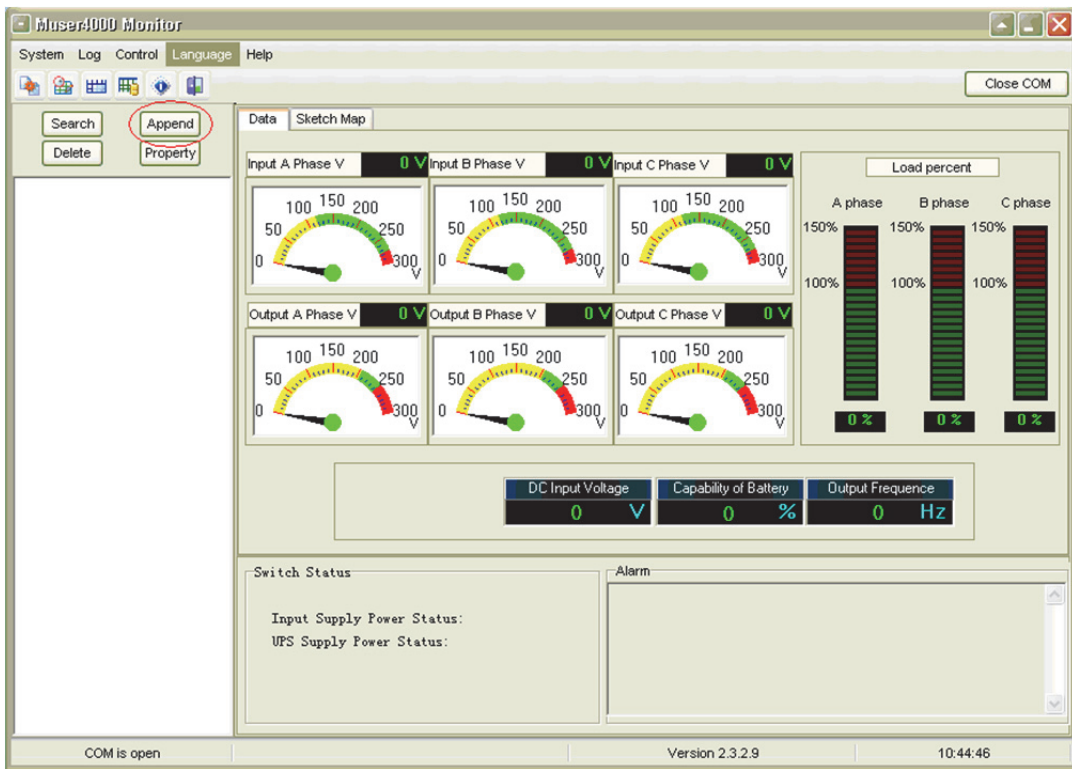 Muser4000 Monitor
System Log Control Language Help
Close COM
Search Append
Delete Property
Data Sketch Map
Input A Phase V 0 V Input B Phase V 0 V Input C Phase V 0 V
0 50 100 150 200 250 300 V
0 50 100 150 200 250 300 V
0 50 100 150 200 250 300 V
Output A Phase V 0 V Output B Phase V 0 V Output C Phase V 0 V
0 50 100 150 200 250 300 V
0 50 100 150 200 250 300 V
0 50 100 150 200 250 300 V
Load percent
A phase B phase C phase
150% 150% 150%
100% 100% 100%
0 % 0 % 0 %
DC Input Voltage Capability of Battery Output Frequence
0 V 0 % 0 Hz
Switch Status
Input Supply Power Status:
UPS Supply Power Status:
Alarm
COM is open Version 2.3.2.9 10:44:46